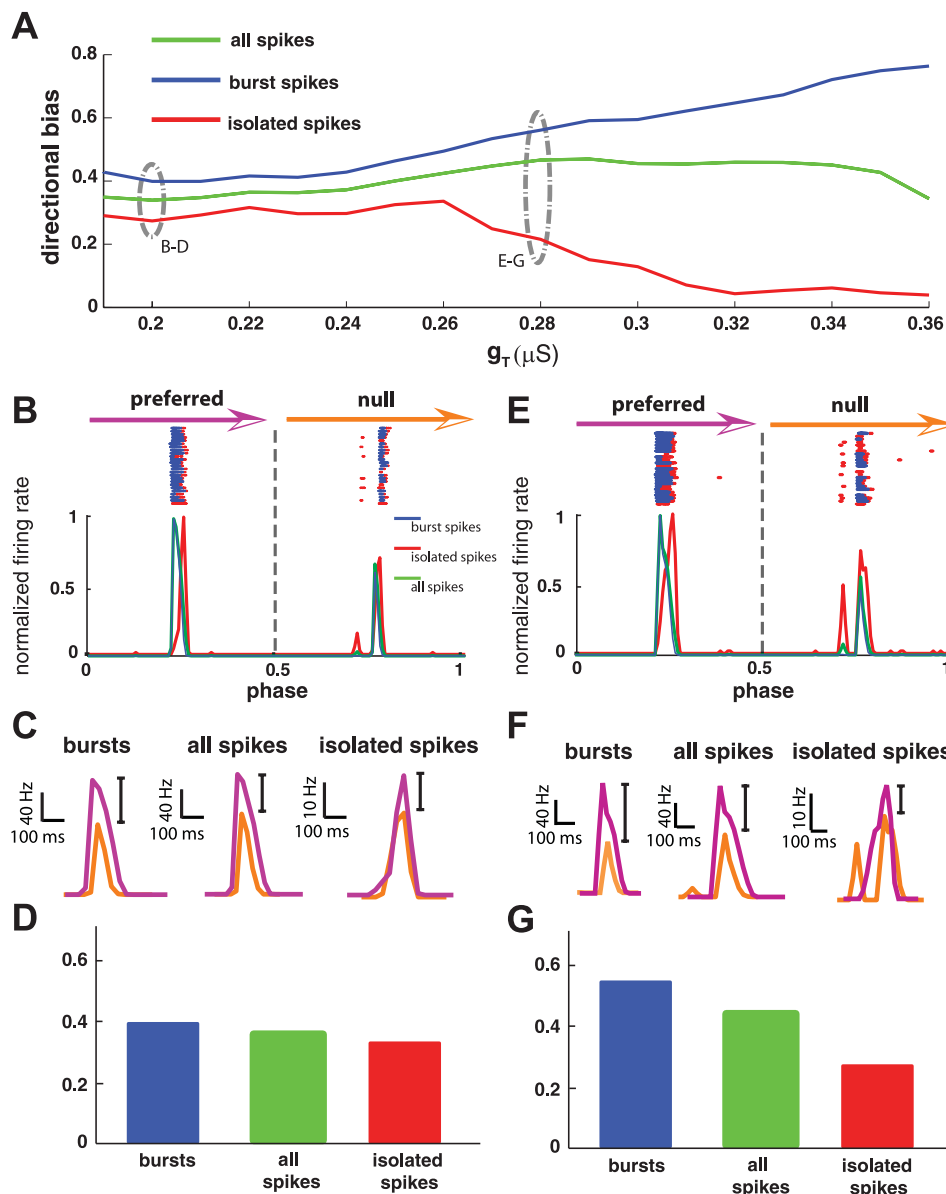 A
all spikes
burst spikes
isolated spikes
directional bias
0.8
0.6
0.4
0.2
0
B-D
E-G
0.2 0.22 0.24 0.26 0.28 0.3 0.32 0.34 0.36
gT (μS)
B
preferred null
normalized firing rate
1
0.5
0
burst spikes
isolated spikes
all spikes
0 0.5 1
phase
E
preferred null
normalized firing rate
1
0.5
0
0 0.5 1
phase
C
bursts all spikes isolated spikes
40 Hz 40 Hz 10 Hz
100 ms 100 ms 100 ms
F
bursts all spikes isolated spikes
40 Hz 40 Hz 10 Hz
100 ms 100 ms 100 ms
D
0.6
0.4
0.2
0
bursts all isolated
spikes spikes
G
0.6
0.4
0.2
0
bursts all isolated
spikes spikes